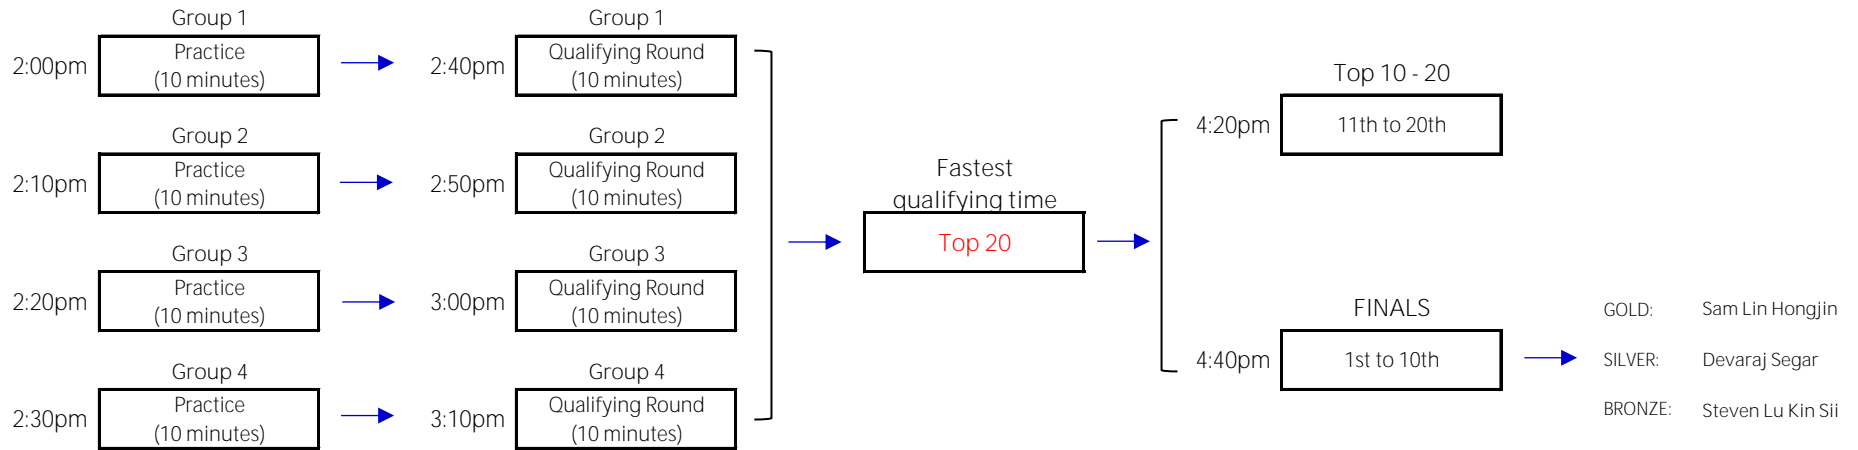 Group 1
2:00pm
Practice
(10 minutes)
Group 2
2:10pm
Practice
(10 minutes)
Group 3
2:20pm
Practice
(10 minutes)
Group 4
2:30pm
Practice
(10 minutes)
Group 1
2:40pm
Qualifying Round
(10 minutes)
Group 2
2:50pm
Qualifying Round
(10 minutes)
Group 3
3:00pm
Qualifying Round
(10 minutes)
Group 4
3:10pm
Qualifying Round
(10 minutes)
Fastest
qualifying time
Top 20
Top 10 - 20
4:20pm
11th to 20th
FINALS
4:40pm
1st to 10th
GOLD: Sam Lin Hongjin
SILVER: Devaraj Segar
BRONZE: Steven Lu Kin Sii